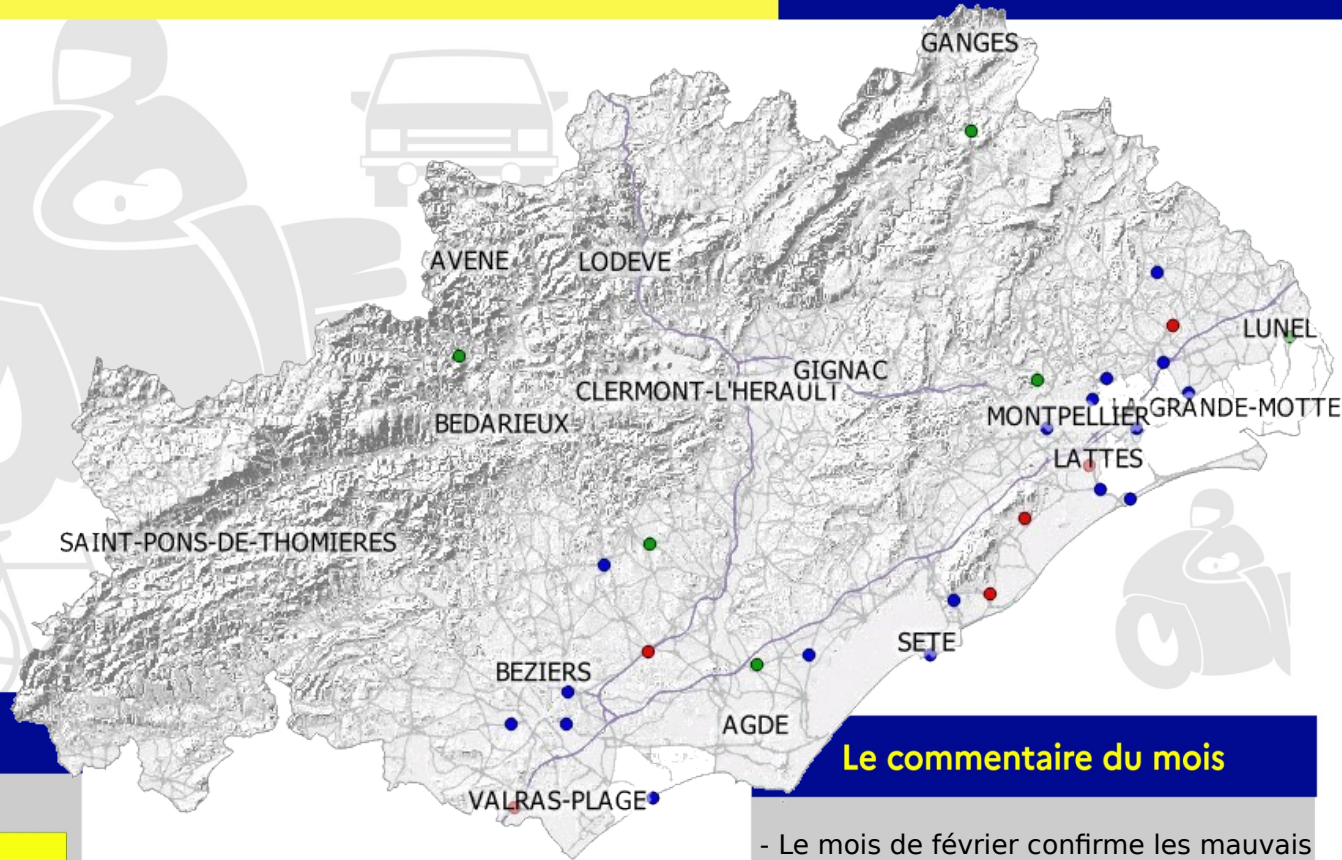 GANGES
AVENE
LODEVE
LUNEL
GIGNAC
CLERMONT-L'HERAULT
LA GRANDE-MOTTE
MONTPELLIER
BEDARIEUX
LATTES
SAINT-PONS-DE-THOMIERES
SETE
BEZIERS
AGDE
Le commentaire du mois
VALRAS-PLAGE
- Le mois de février confirme les mauvais